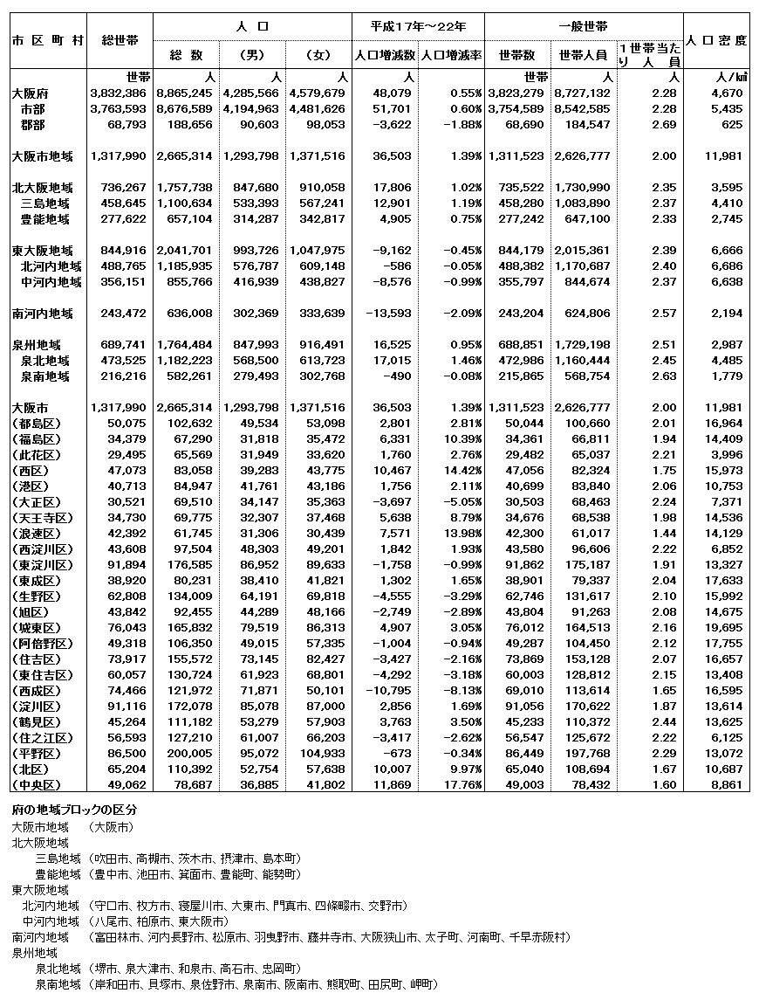 市区町村 総世帯 人口 平成17年～22年 一般世帯 人口密度
総数 （男） （女） 人口増減数 人口増減率 世帯数 世帯人員 １世帯当たり人員
世帯 人 人 人 人 世帯 人 人 人/k㎡
大阪府 3,832,386 8,865,245 4,285,566 4,579,679 48,079 0.55% 3,823,279 8,727,132 2.28 4,670
市部 3,763,593 8,676,589 4,194,963 4,481,626 51,701 0.60% 3,754,589 8,542,585 2.28 5,435
郡部 68,793 188,656 90,603 98,053 −3,622 −1.88% 68,690 184,547 2.69 625
大阪市地域 1,317,990 2,665,314 1,293,798 1,371,516 36,503 1.39% 1,311,523 2,626,777 2.00 11,981
北大阪地域 736,267 1,757,738 847,680 910,058 17,806 1.02% 735,522 1,730,990 2.35 3,595
三島地域 458,645 1,100,634 533,393 567,241 12,901 1.19% 458,280 1,083,890 2.37 4,410
豊能地域 277,622 657,104 314,287 342,817 4,905 0.75% 277,242 647,100 2.33 2,745
東大阪地域 844,916 2,041,701 993,726 1,047,975 −9,162 −0.45% 844,179 2,015,361 2.39 6,666
北河内地域 488,765 1,185,935 576,787 609,148 −586 −0.05% 488,382 1,170,687 2.40 6,686
中河内地域 356,151 855,766 416,939 438,827 −8,576 −0.99% 355,797 844,674 2.37 6,638
南河内地域 243,472 636,008 302,369 333,639 −13,593 −2.09% 243,204 624,806 2.57 2,194
泉州地域 689,741 1,764,484 847,993 916,491 16,525 0.95% 688,851 1,729,198 2.51 2,987
泉北地域 473,525 1,182,223 568,500 613,723 17,015 1.46% 472,986 1,160,444 2.45 4,485
泉南地域 216,216 582,261 279,493 302,768 −490 −0.08% 215,865 568,754 2.63 1,779
大阪市 1,317,990 2,665,314 1,293,798 1,371,516 36,503 1.39% 1,311,523 2,626,777 2.00 11,981
（都島区） 50,075 102,632 49,534 53,098 2,801 2.81% 50,044 100,660 2.01 16,964
（福島区） 34,379 67,290 31,818 35,472 6,331 10.39% 34,361 66,811 1.94 14,409
（此花区） 29,495 65,569 31,949 33,620 1,760 2.76% 29,482 65,037 2.21 3,996
（西区） 47,073 83,058 39,283 43,775 10,467 14.42% 47,056 82,324 1.75 15,973
（港区） 40,713 84,947 41,761 43,186 1,756 2.11% 40,699 83,840 2.06 10,753
（大正区） 30,521 69,510 34,147 35,363 −3,697 −5.05% 30,503 68,463 2.24 7,371
（天王寺区） 34,730 69,775 32,307 37,468 5,638 8.79% 34,676 68,538 1.98 14,536
（浪速区） 42,392 61,745 31,306 30,439 7,571 13.98% 42,300 61,017 1.44 14,129
（西淀川区） 43,608 97,504 48,303 49,201 1,842 1.93% 43,580 96,606 2.22 6,852
（東淀川区） 91,894 176,585 86,952 89,633 −1,758 −0.99% 91,862 175,187 1.91 13,327
（東成区） 38,920 80,231 38,410 41,821 1,302 1.65% 38,901 79,337 2.04 17,633
（生野区） 62,808 134,009 64,191 69,818 −4,555 −3.29% 62,746 131,617 2.10 15,992
（旭区） 43,842 92,455 44,289 48,166 −2,749 −2.89% 43,804 91,263 2.08 14,675
（城東区） 76,043 165,832 79,519 86,313 4,907 3.05% 76,012 164,513 2.16 19,695
（阿倍野区） 49,318 106,350 49,015 57,335 −1,004 −0.94% 49,287 104,450 2.12 17,755
（住吉区） 73,917 155,572 73,145 82,427 −3,427 −2.16% 73,869 153,128 2.07 16,657
（東住吉区） 60,057 130,724 61,923 68,801 −4,292 −3.18% 60,003 128,812 2.15 13,408
（西成区） 74,466 121,972 71,871 50,101 −10,795 −8.13% 69,010 113,614 1.65 16,595
（淀川区） 91,116 172,078 85,078 87,000 2,856 1.69% 91,056 170,622 1.87 13,614
（鶴見区） 45,264 111,182 53,279 57,903 3,763 3.50% 45,233 110,372 2.44 13,625
（住之江区） 56,593 127,210 61,007 66,203 −3,417 −2.62% 56,547 125,672 2.22 6,125
（平野区） 86,500 200,005 95,072 104,933 −673 −0.34% 86,449 197,768 2.29 13,072
（北区） 65,204 110,392 52,754 57,638 10,007 9.97% 65,040 108,694 1.67 10,687
（中央区） 49,062 78,687 36,885 41,802 11,869 17.76% 49,003 78,432 1.60 8,861
府の地域ブロックの区分
大阪市地域 （大阪市）
北大阪地域
三島地域 （吹田市、高槻市、茨木市、摂津市、島本町）
豊能地域 （豊中市、池田市、箕面市、豊能町、能勢町）
東大阪地域
北河内地域 （守口市、枚方市、寝屋川市、大東市、門真市、四條畷市、交野市）
中河内地域 （八尾市、柏原市、東大阪市）
南河内地域 （富田林市、河内長野市、松原市、羽曳野市、藤井寺市、大阪狭山市、太子町、河南町、千早赤阪村）
泉州地域
泉北地域 （堺市、泉大津市、和泉市、高石市、忠岡町）
泉南地域 （岸和田市、貝塚市、泉佐野市、泉南市、阪南市、熊取町、田尻町、岬町）